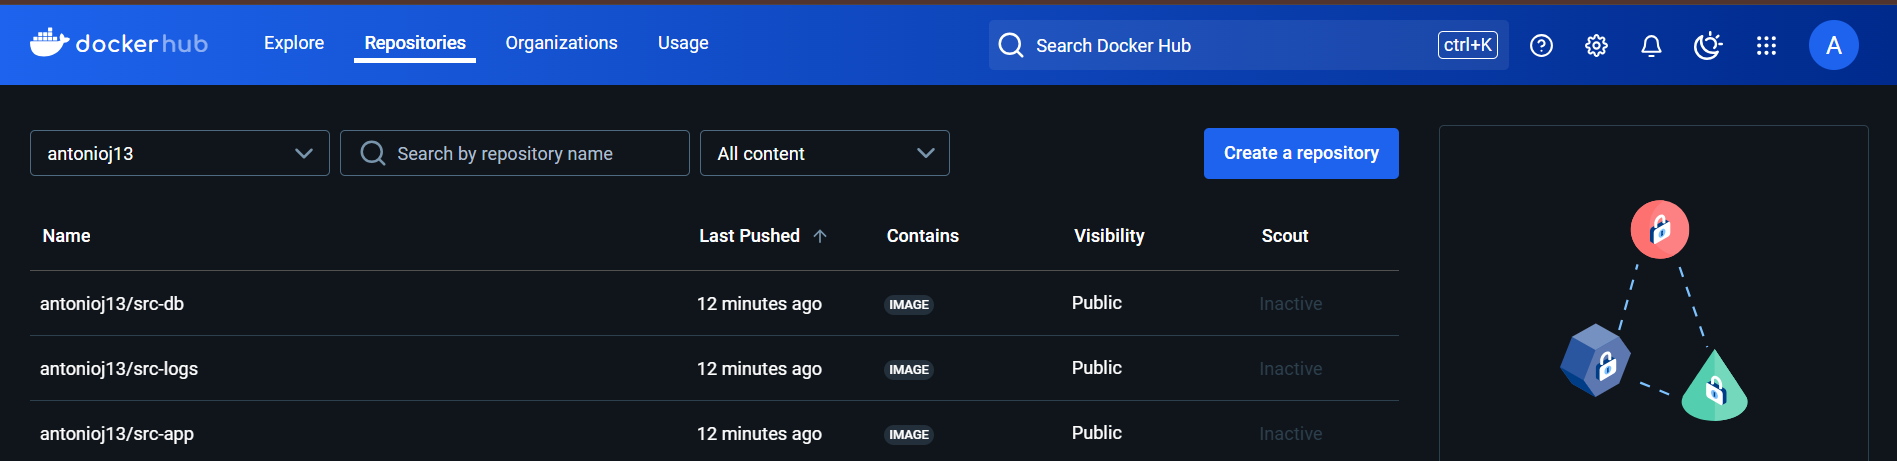 dockerhub Explore Repositories Organizations Usage Search Docker Hub ctrl+K A
antonioj13 Search by repository name All content Create a repository
Name Last Pushed Contains Visibility Scout
antonioj13/src-db 12 minutes ago IMAGE Public Inactive
antonioj13/src-logs 12 minutes ago IMAGE Public Inactive
antonioj13/src-app 12 minutes ago IMAGE Public Inactive